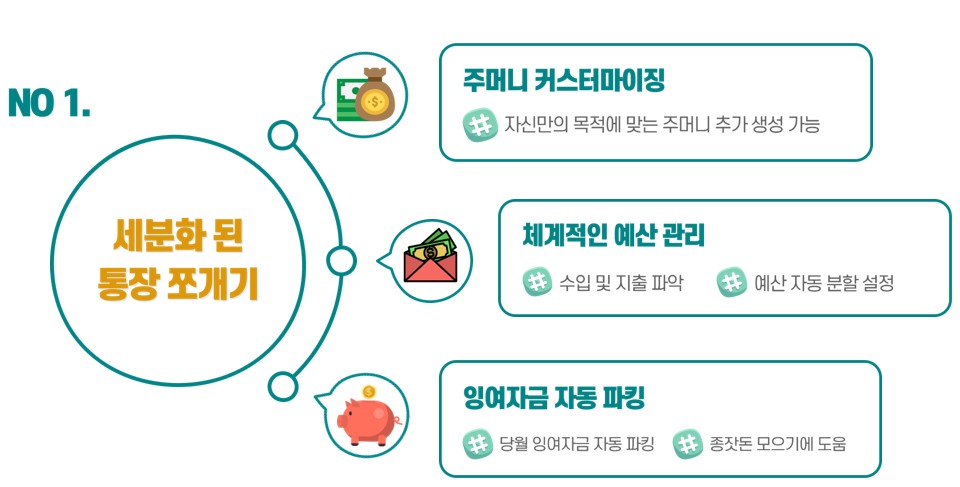 NO 1.
세분화 된
통장 쪼개기
주머니 커스터마이징
# 자신만의 목적에 맞는 주머니 추가 생성 가능
체계적인 예산 관리
# 수입 및 지출 파악 # 예산 자동 분할 설정
잉여자금 자동 파킹
# 당월 잉여자금 자동 파킹 # 종잣돈 모으기에 도움